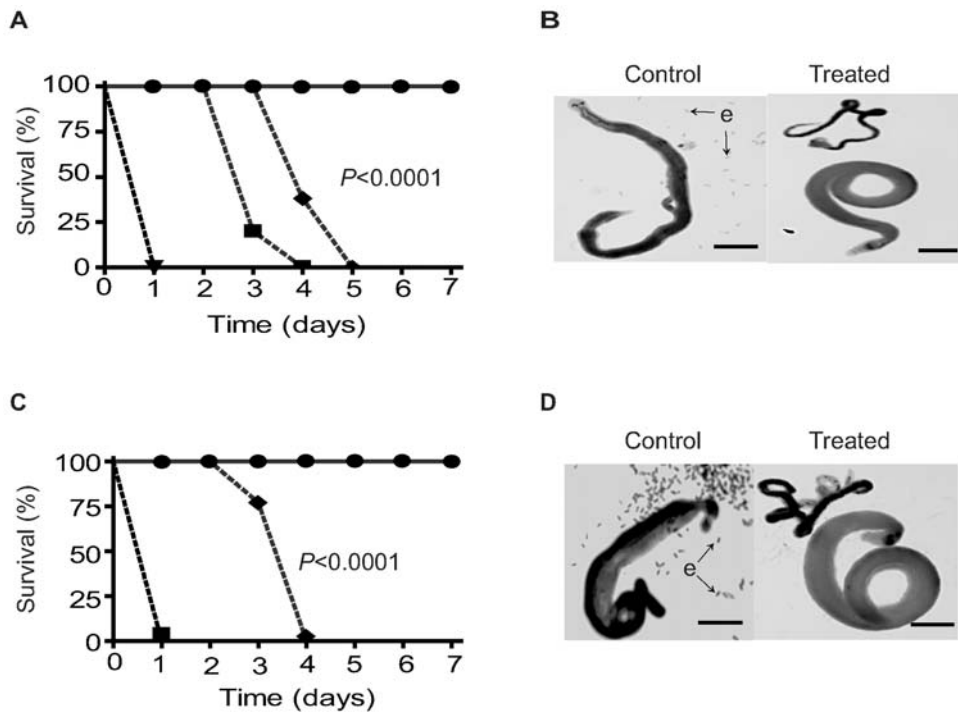 A
Survival (%)
100
75
50
25
0
0 1 2 3 4 5 6 7
P<0.0001
Time (days)
B
Control Treated
e
C
Survival (%)
100
75
50
25
0
0 1 2 3 4 5 6 7
P<0.0001
Time (days)
D
Control Treated
e